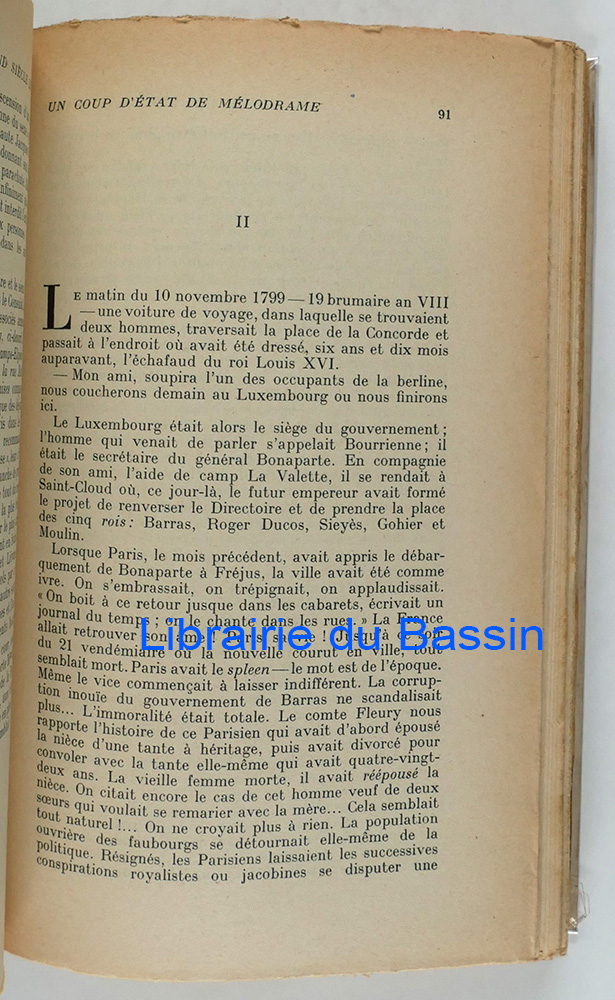 UN COUP D'ÉTAT DE MÉLODRAME
91
II
LE matin du 10 novembre 1799 — 19 brumaire an VIII
— une voiture de voyage, dans laquelle se trouvaient
deux hommes, traversait la place de la Concorde et
passait à l'endroit où avait été dressé, six ans et dix mois
auparavant, l'échafaud du roi Louis XVI.
— Mon ami, soupira l'un des occupants de la berline,
nous coucherons demain au Luxembourg ou nous finirons
ici.
Le Luxembourg était alors le siège du gouvernement ;
l'homme qui venait de parler s'appelait Bourrienne ; il
était le secrétaire du général Bonaparte. En compagnie
de son ami, l'aide de camp La Valette, il se rendait à
Saint-Cloud où, ce jour-là, le futur empereur avait formé
le projet de renverser le Directoire et de prendre la place
des cinq rois : Barras, Roger Ducos, Sieyès, Gohier et
Moulin.
Lorsque Paris, le mois précédent, avait appris le débar-
quement de Bonaparte à Fréjus, la ville avait été comme
ivre. On s'embrassait, on trépignait, on applaudissait.
« On boit à ce retour jusque dans les cabarets, écrivait un
journal du temps ; on le chante dans les rues. » La France
allait retrouver son âme ! Paris, sa vie ! Jusqu'à ce soir
du 21 vendémiaire où la nouvelle courut en ville, tout
semblait mort. Paris avait le spleen — le mot est de l'époque.
Même le vice commençait à laisser indifférent. La corrup-
tion inouïe du gouvernement de Barras ne scandalisait
plus... L'immoralité était totale. Le comte Fleury nous
rapporte l'histoire de ce Parisien qui avait d'abord épousé
la nièce d'une tante à héritage, puis avait divorcé pour
convoler avec la tante elle-même qui avait quatre-vingt-
deux ans. La vieille femme morte, il avait réépousé la
nièce. On citait encore le cas de cet homme veuf de deux
sœurs qui voulait se remarier avec la mère... Cela semblait
tout naturel !... On ne croyait plus à rien. La population
ouvrière des faubourgs se détournait elle-même de la
politique. Résignés, les Parisiens laissaient les successives
conspirations royalistes ou jacobines se disputer une
Librairie du Bassin